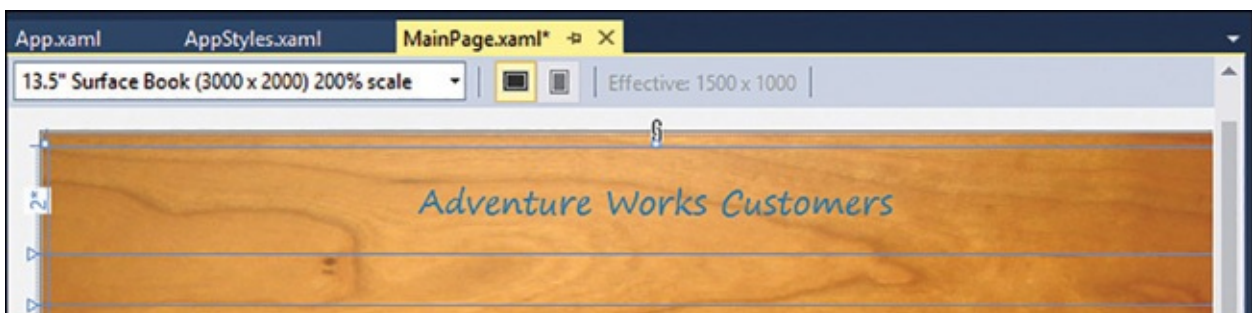 App.xaml AppStyles.xaml MainPage.xaml*
13.5" Surface Book (3000 x 2000) 200% scale Effective: 1500 x 1000
2*
Adventure Works Customers